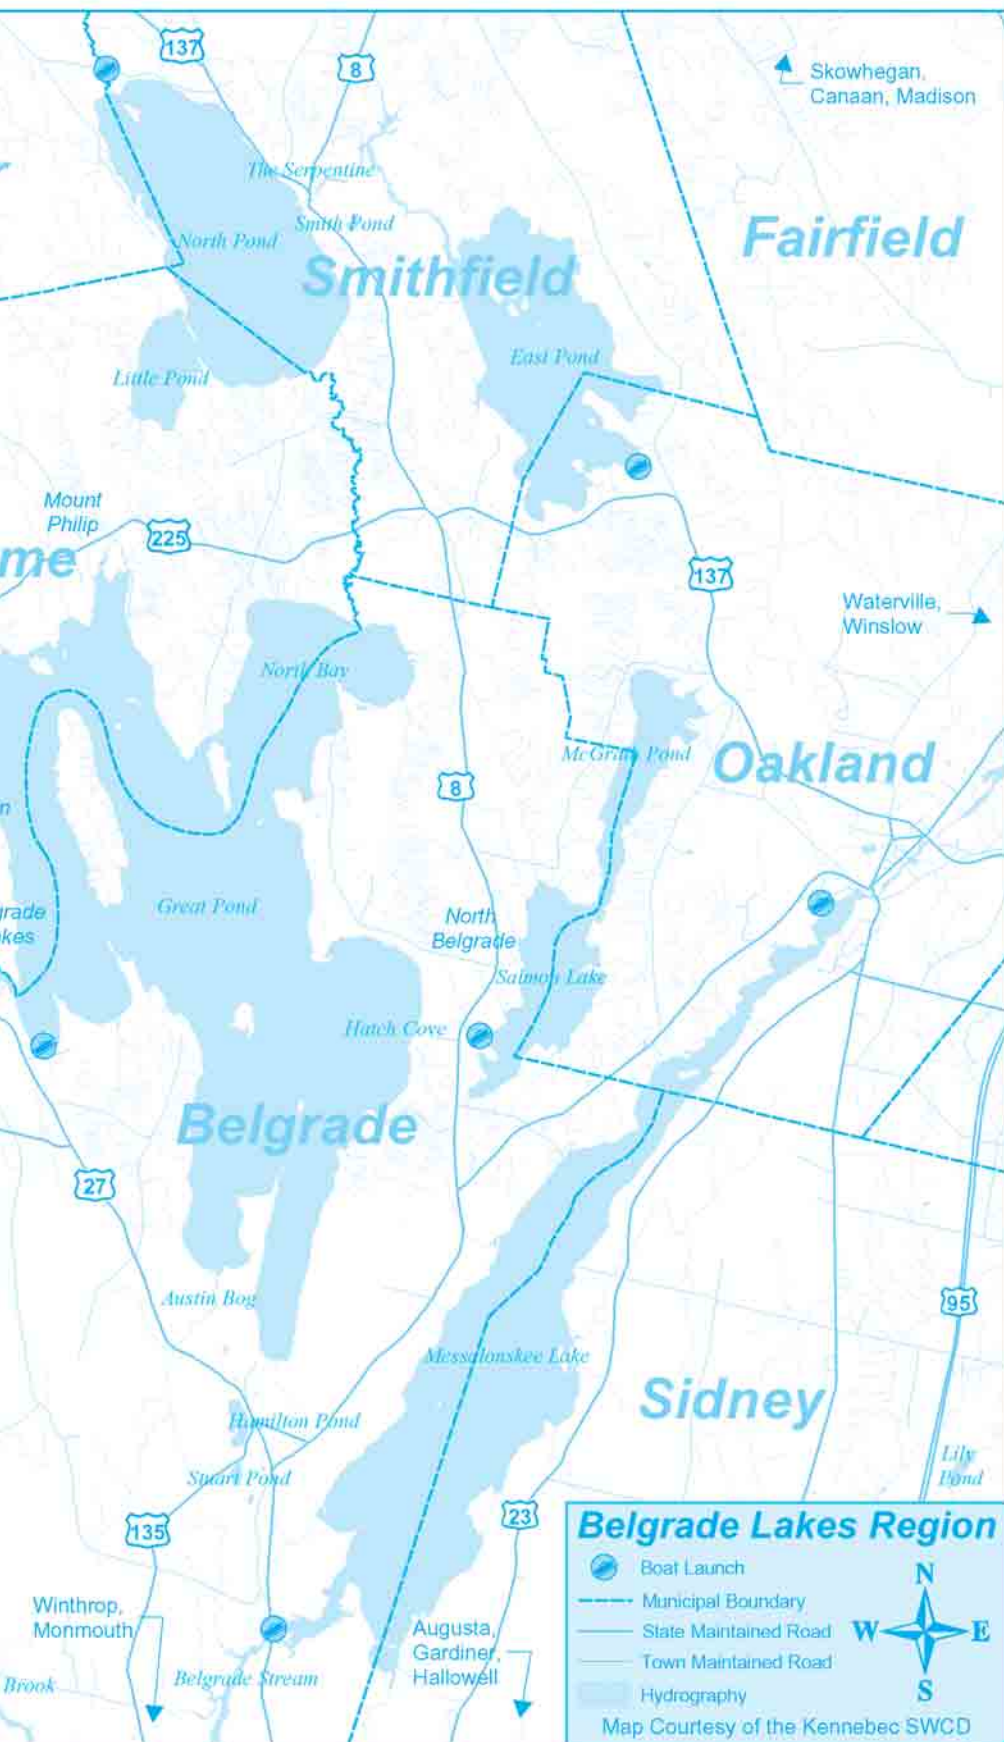 137
8
Skowhegan,
Canaan, Madison
The Serpentine
Smith Pond
North Pond
Fairfield
Smithfield
East Pond
Little Pond
Mount
Philip
225
me
137
Waterville,
Winslow
North Bay
McGrath Pond
Oakland
8
n
Great Pond
grade
kes
North
Belgrade
Salmon Lake
Hatch Cove
Belgrade
27
Austin Bog
95
Messalonskee Lake
Sidney
Hamilton Pond
Stuart Pond
Lily
Pond
135
23
Belgrade Lakes Region
Boat Launch
N
Municipal Boundary
State Maintained Road
W
E
Town Maintained Road
Hydrography
S
Map Courtesy of the Kennebec SWCD
Winthrop,
Monmouth
Augusta,
Gardiner,
Hallowell
Belgrade Stream
Brook